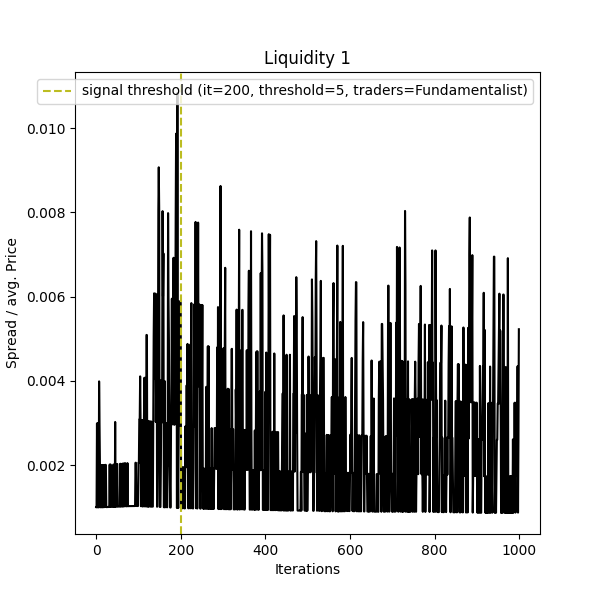 Liquidity 1
signal threshold (it=200, threshold=5, traders=Fundamentalist)
Spread / avg. Price
0.010
0.008
0.006
0.004
0.002
0 200 400 600 800 1000
Iterations